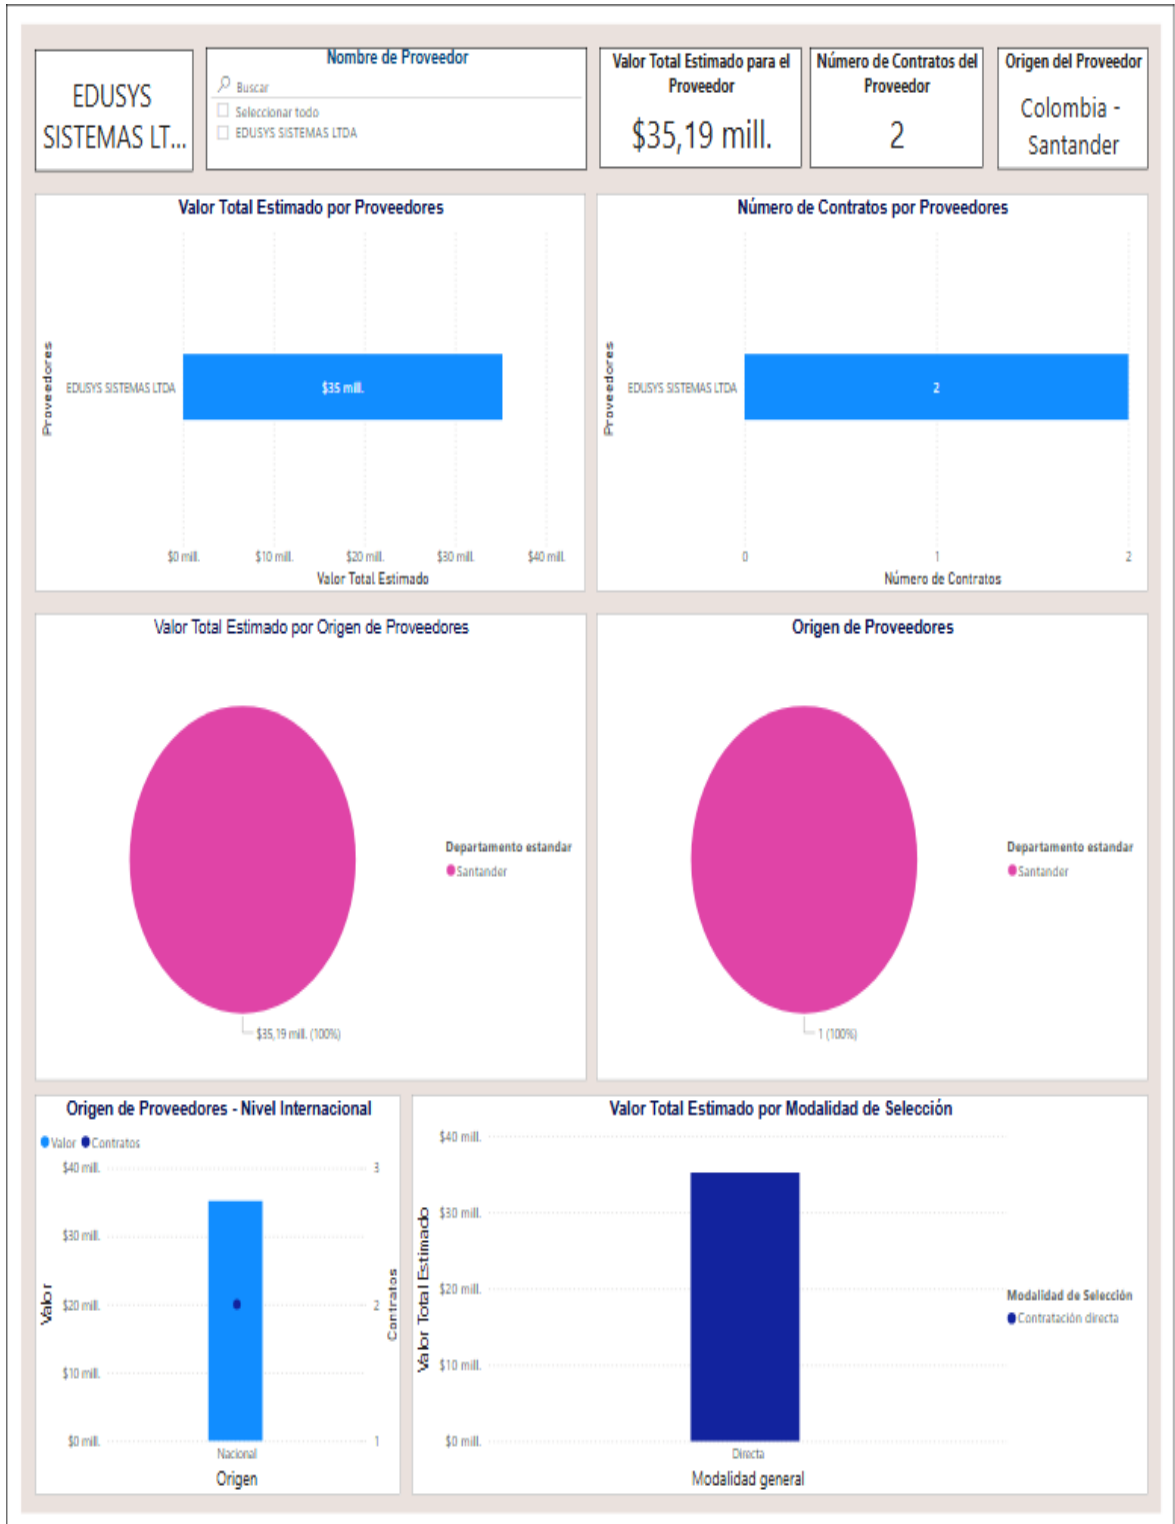 EDUSYS
SISTEMAS LT...
Nombre de Proveedor
Buscar
Seleccionar todo
EDUSYS SISTEMAS LTDA
Valor Total Estimado para el
Proveedor
$35,19 mill.
Número de Contratos del
Proveedor
2
Origen del Proveedor
Colombia -
Santander
Valor Total Estimado por Proveedores
Proveedores
EDUSYS SISTEMAS LTDA
$35 mill.
$0 mill. $10 mill. $20 mill. $30 mill. $40 mill.
Valor Total Estimado
Número de Contratos por Proveedores
Proveedores
EDUSYS SISTEMAS LTDA
2
0 1 2
Número de Contratos
Valor Total Estimado por Origen de Proveedores
Departamento estandar
Santander
$35,19 mill. (100%)
Origen de Proveedores
Departamento estandar
Santander
1 (100%)
Origen de Proveedores - Nivel Internacional
Valor Contratos
$40 mill.
$30 mill.
$20 mill.
$10 mill.
$0 mill.
Valor
3
2
1
Contratos
Nacional
Origen
Valor Total Estimado por Modalidad de Selección
$40 mill.
$30 mill.
$20 mill.
$10 mill.
$0 mill.
Valor Total Estimado
Directa
Modalidad general
Modalidad de Selección
Contratación directa